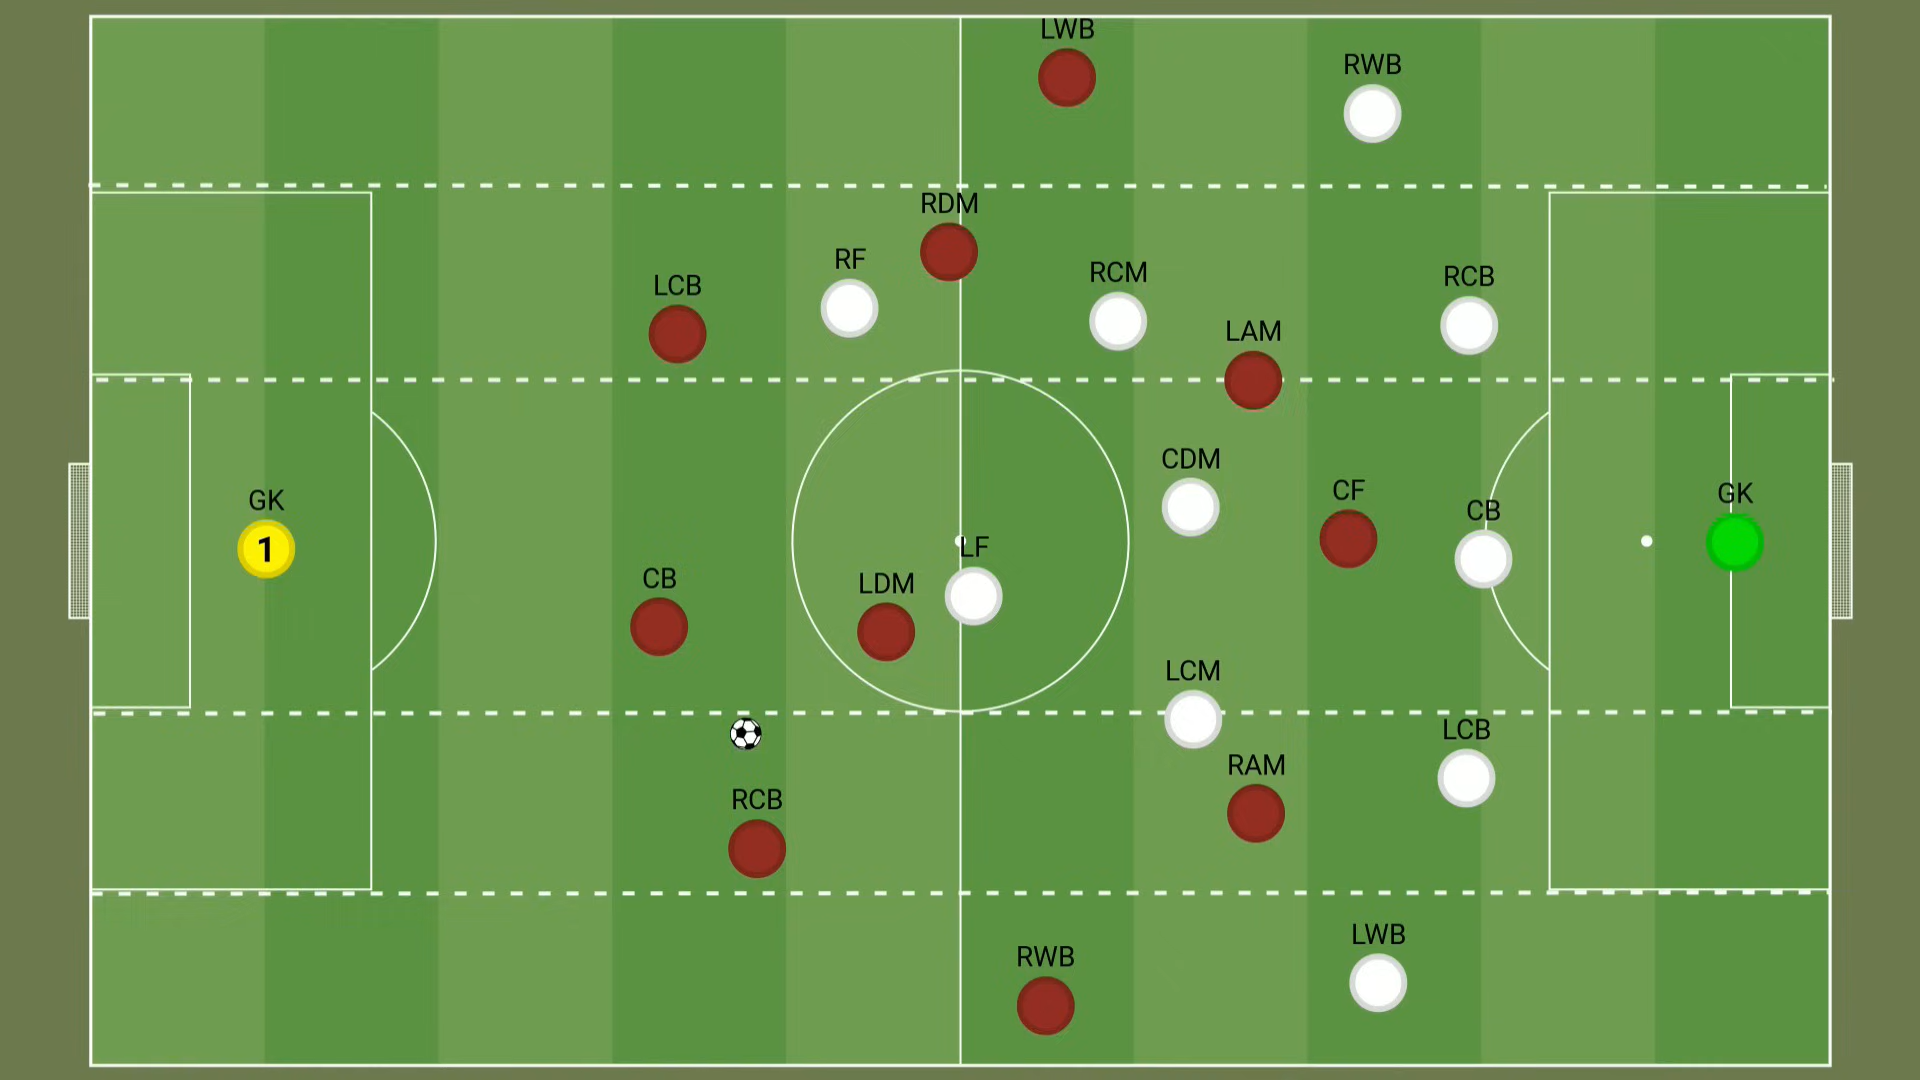 LWB
RWB
RDM
RF
RCM
RCB
LCB
LAM
CDM
CF
GK
GK
1
CB
LF
CB
LDM
LCM
LCB
RAM
RCB
LWB
RWB